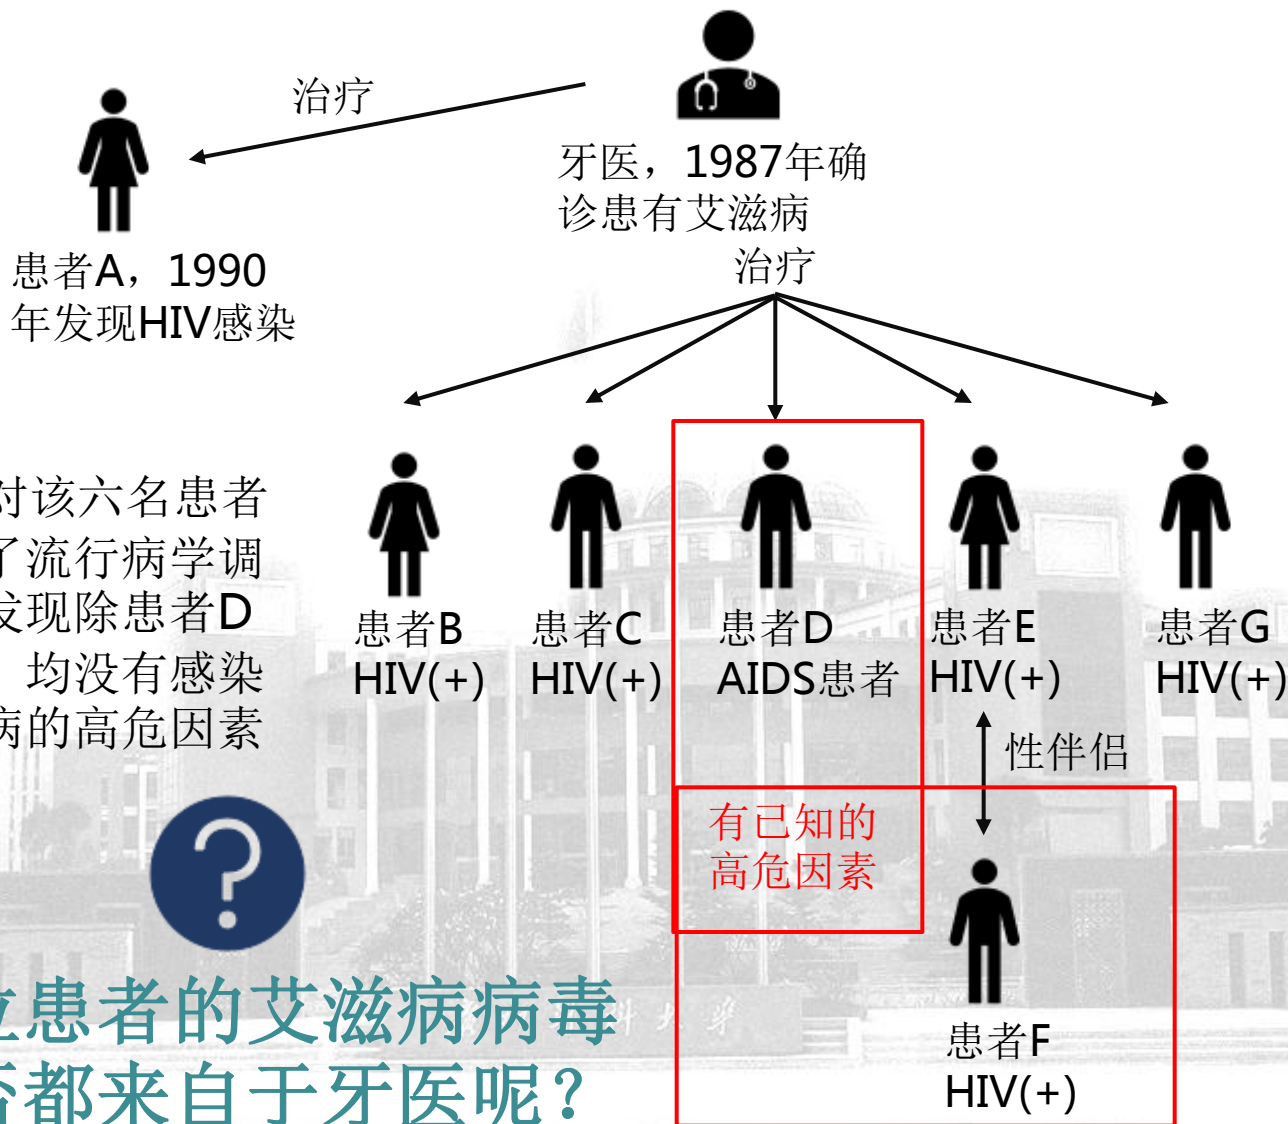 治疗
牙医，1987年确
诊患有艾滋病
治疗
患者A，1990
年发现HIV感染
对该六名患者
了流行病学调
发现除患者D
均没有感染
病的高危因素
患者B
HIV(+)
患者C
HIV(+)
患者D
AIDS患者
患者E
HIV(+)
患者G
HIV(+)
性伴侣
有已知的
高危因素
?
位患者的艾滋病病毒
否都来自于牙医呢？
患者F
HIV(+)